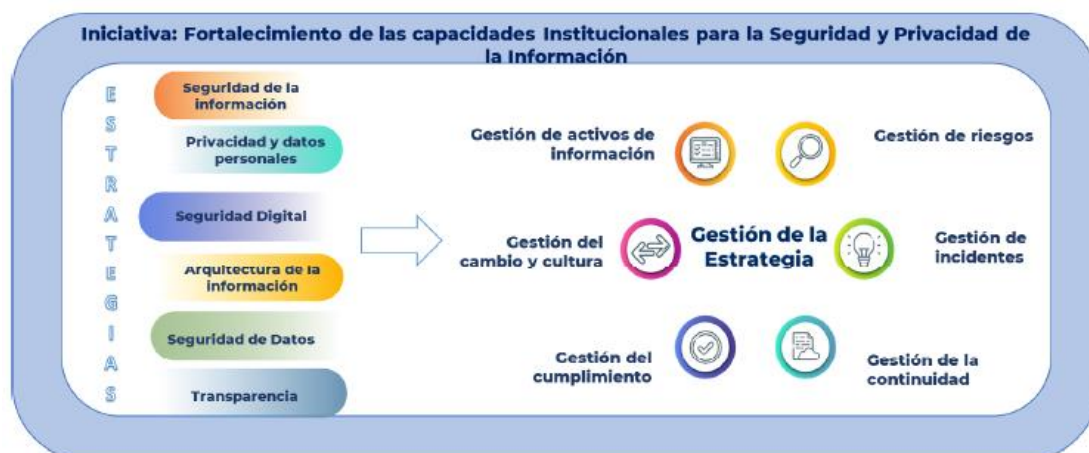 Iniciativa: Fortalecimiento de las capacidades Institucionales para la Seguridad y Privacidad de
la Información
ESTRATEGIAS
Seguridad de la
información
Privacidad y datos
personales
Seguridad Digital
Arquitectura de la
información
Seguridad de Datos
Transparencia
Gestión de activos de
información
Gestión de riesgos
Gestión del
cambio y cultura
Gestión de la
Estrategia
Gestión de
incidentes
Gestión del
cumplimiento
Gestión de la
continuidad